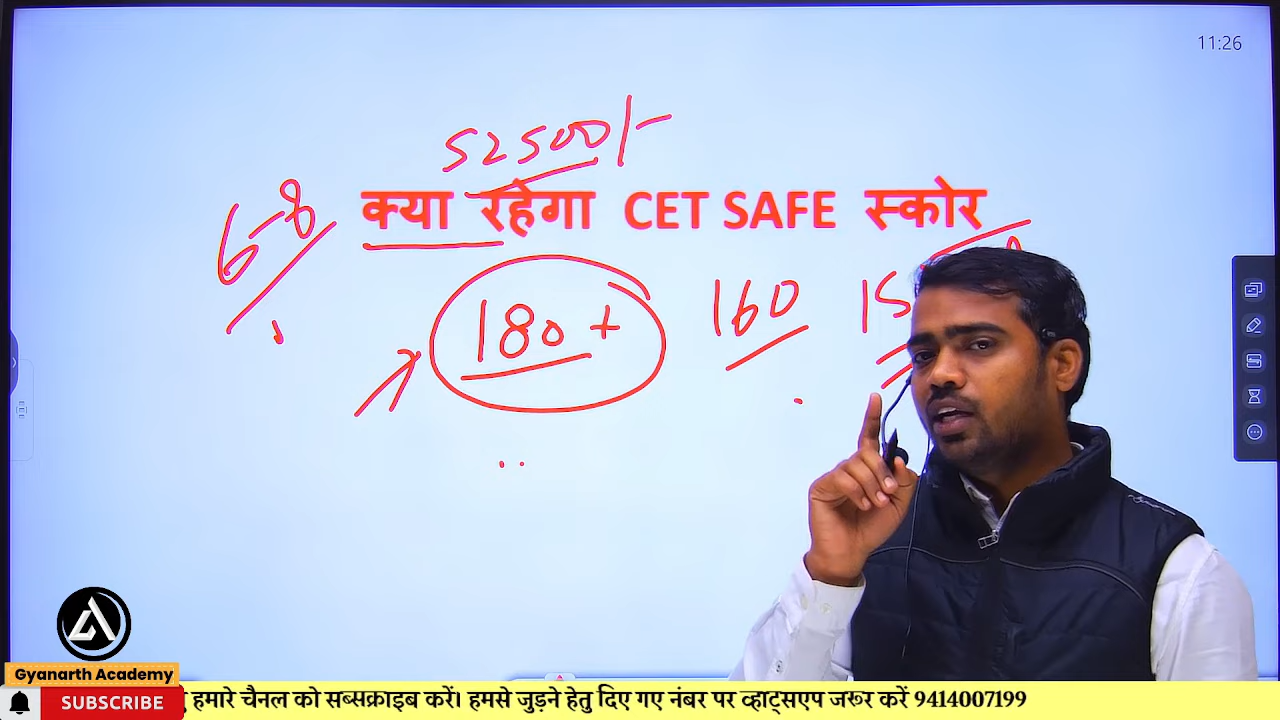 11:26
52500/-
6-8
क्या रहेगा CET SAFE स्कोर
180+ 160
Gyanarth Academy
SUBSCRIBE
हमारे चैनल को सब्सक्राइब करें। हमसे जुड़ने हेतु दिए गए नंबर पर व्हाट्सएप जरूर करें 9414007199